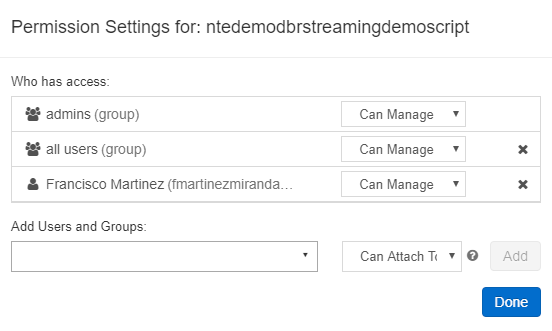 Permission Settings for: ntedemodbrstreamingdemoscript
Who has access:
admins (group) Can Manage
all users (group) Can Manage
Francisco Martinez (fmartinezmiranda... Can Manage
Add Users and Groups:
Can Attach To Add
Done